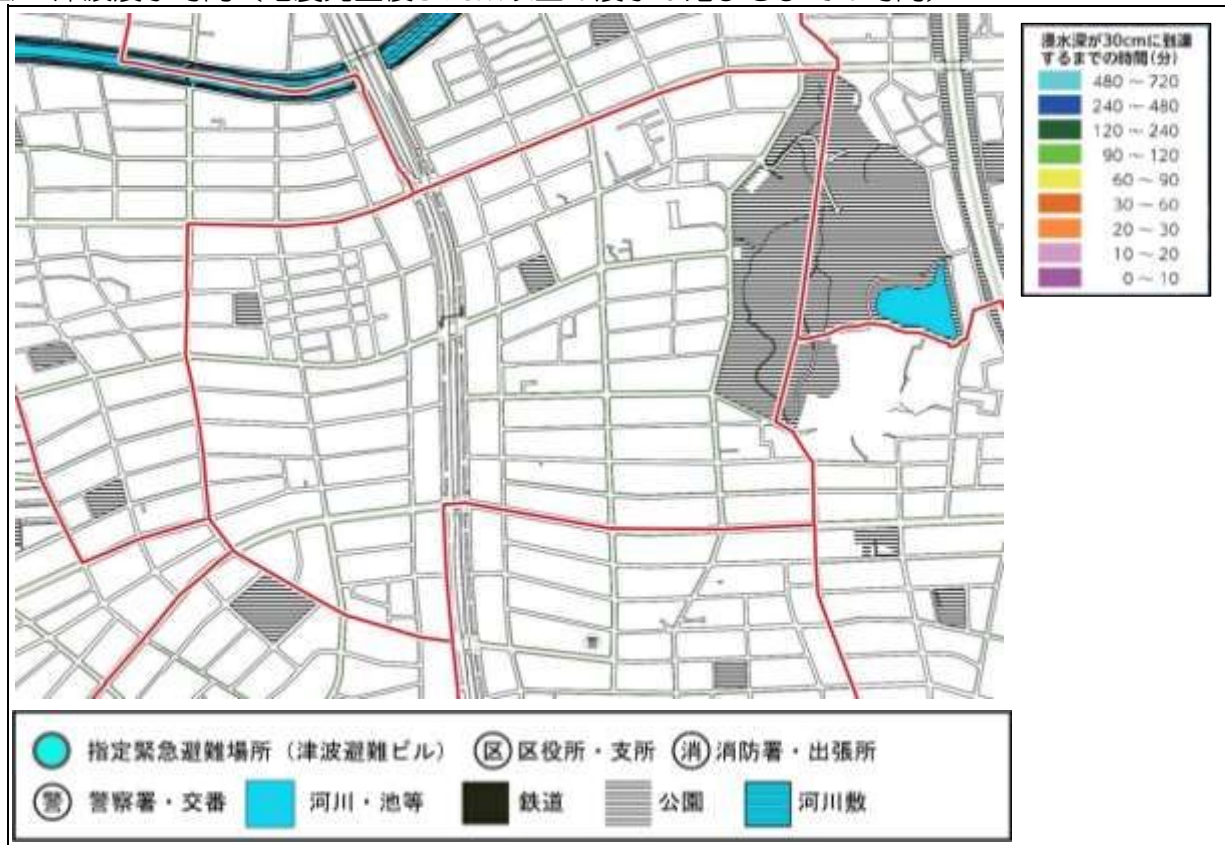 浸水深が30cmに到達
するまでの時間(分)
480 ～ 720
240 ～ 480
120 ～ 240
90 ～ 120
60 ～ 90
30 ～ 60
20 ～ 30
10 ～ 20
0 ～ 10
指定緊急避難場所（津波避難ビル） 区 区役所・支所 消 消防署・出張所
警 警察署・交番 河川・池等 鉄道 公園 河川敷